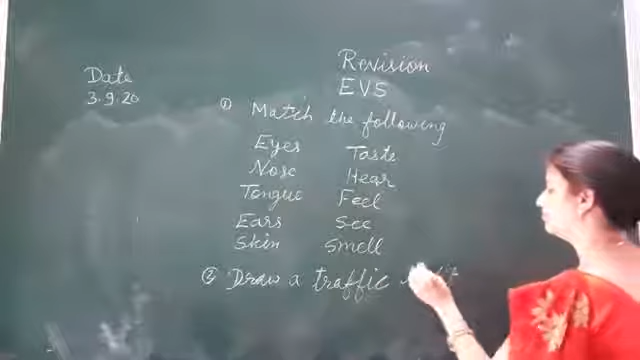 Revision
Date
EVS
3.9.20
① Match the following
Eyes Taste
Nose Hear
Tongue Feel
Ears See
Skin Smell
② Draw a traffic